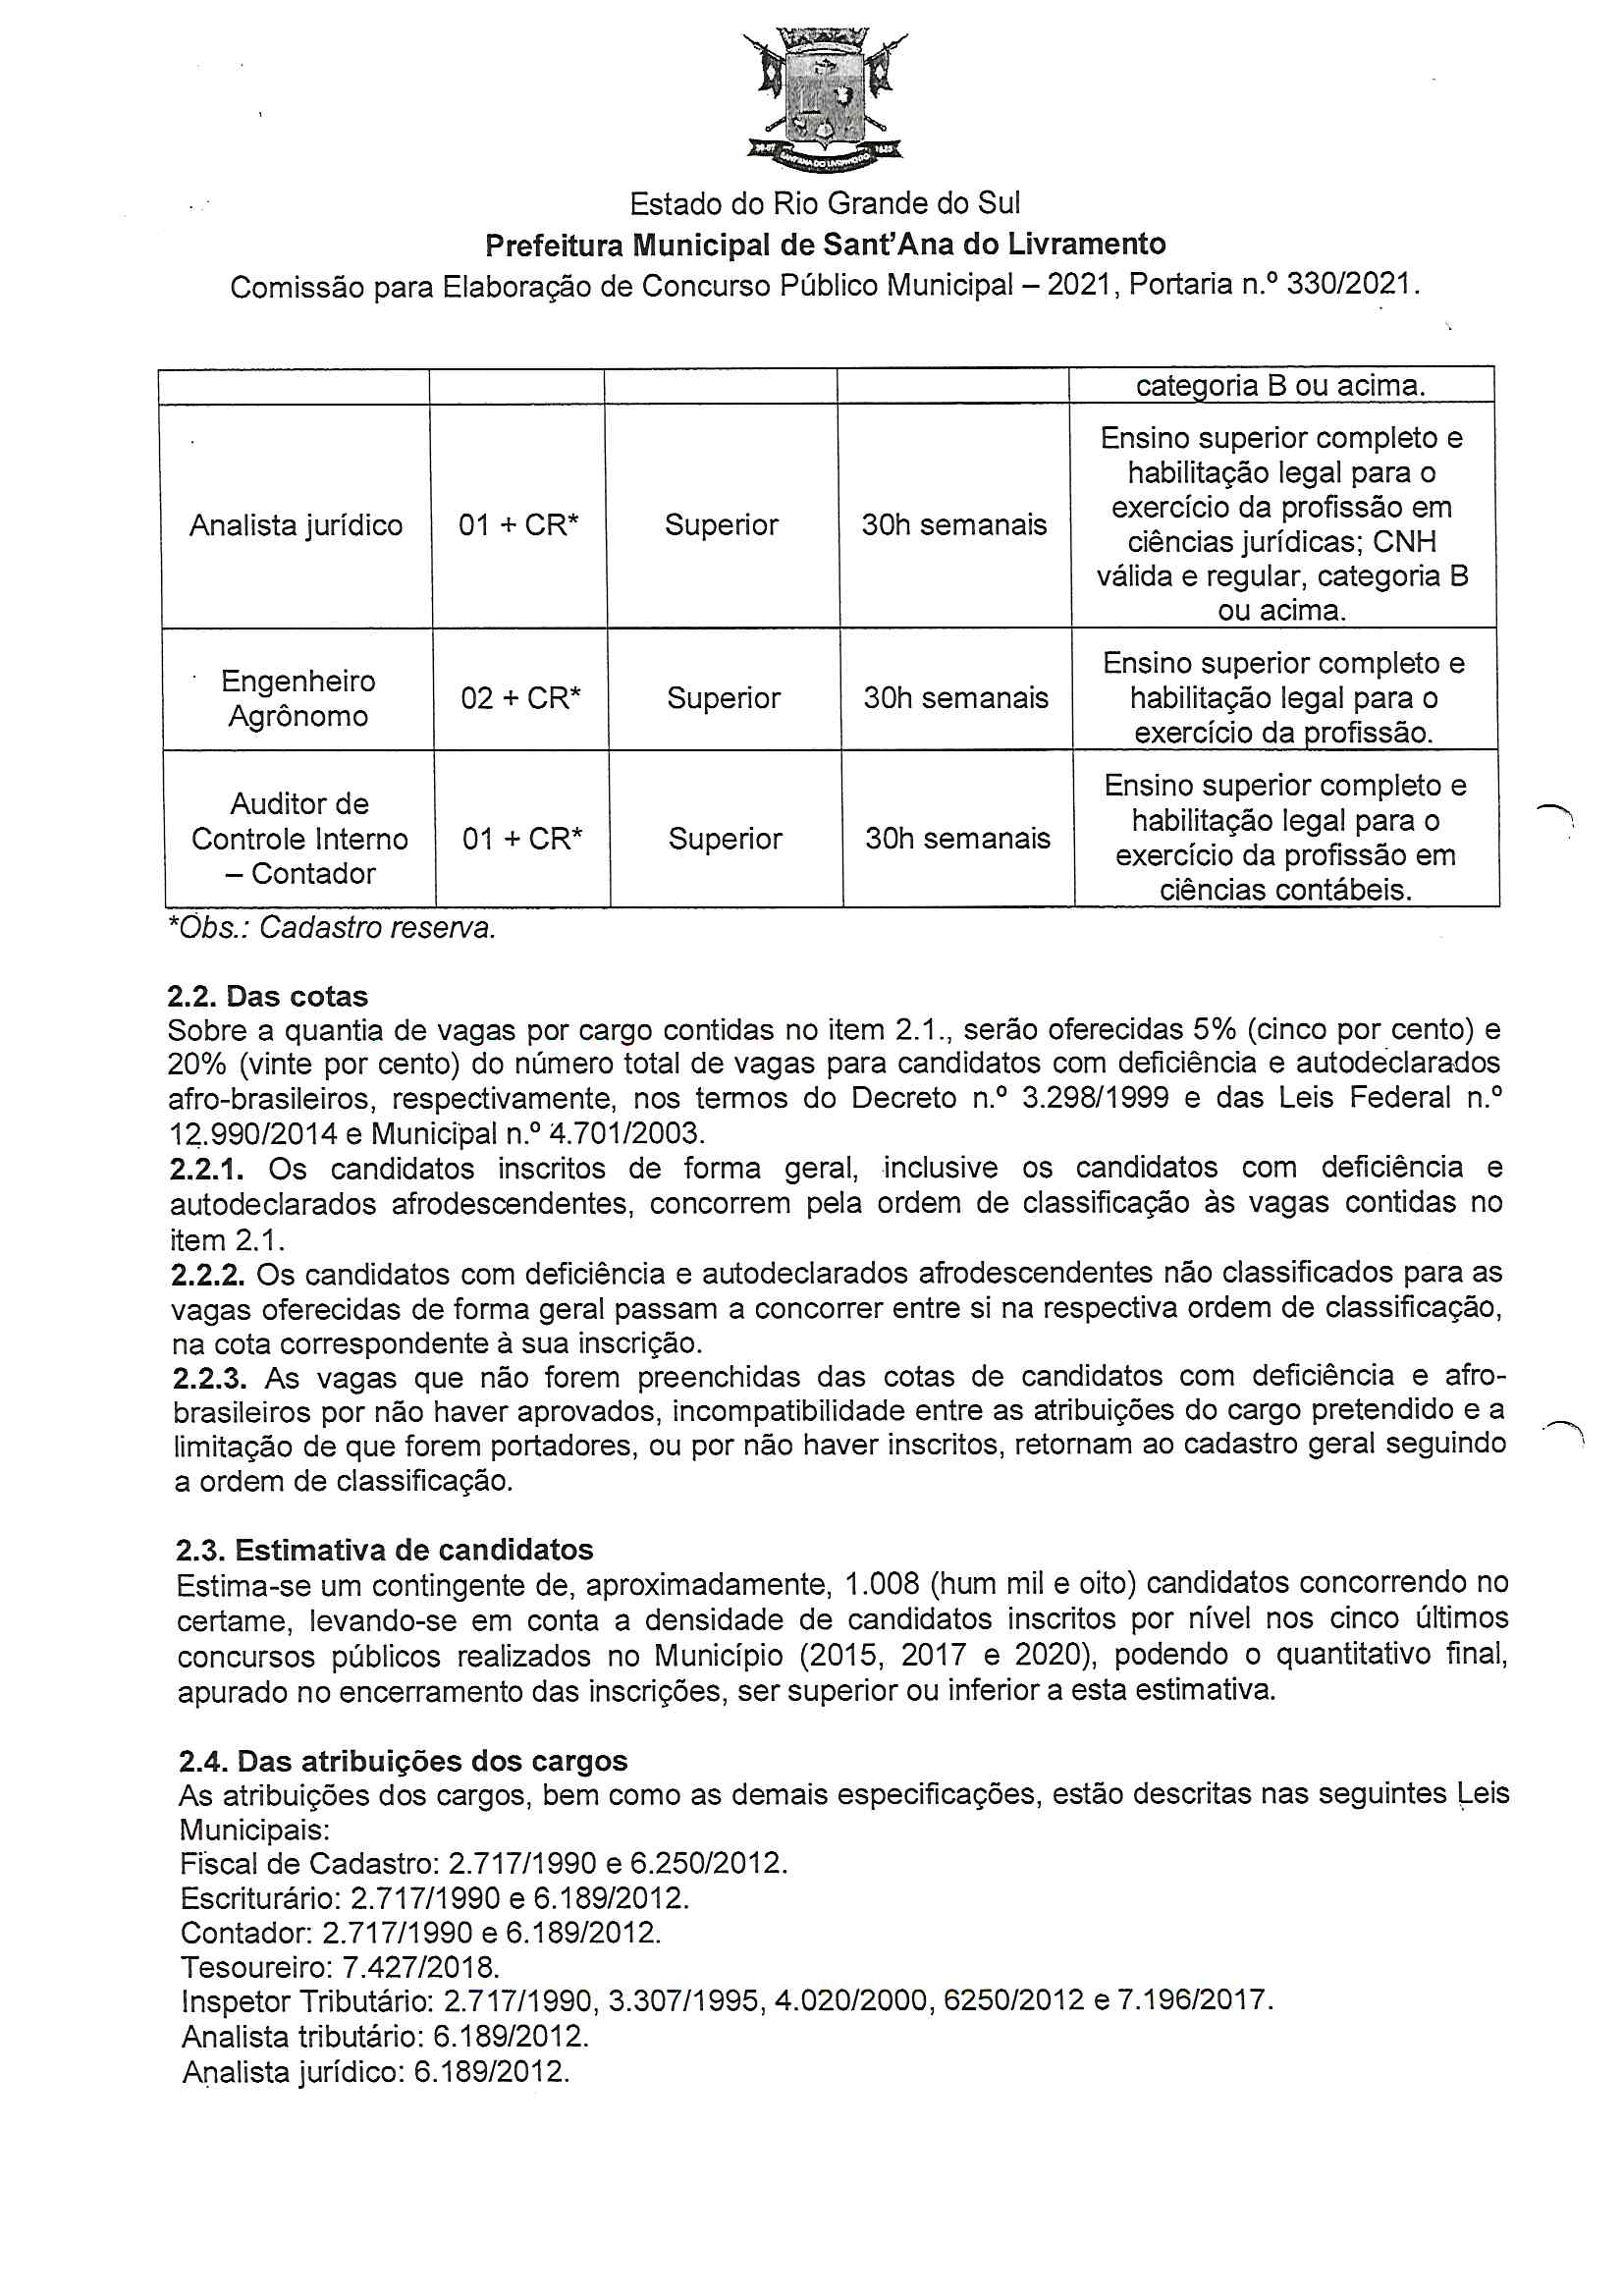 SANT'ANA DO LIVRAMENTO
Estado do Rio Grande do Sul
Prefeitura Municipal de Sant'Ana do Livramento
Comissão para Elaboração de Concurso Público Municipal – 2021, Portaria n.º 330/2021.
categoria B ou acima.
Analista jurídico 01 + CR* Superior 30h semanais
Ensino superior completo e
habilitação legal para o
exercício da profissão em
ciências jurídicas; CNH
válida e regular, categoria B
ou acima.
Engenheiro
Agrônomo
02 + CR* Superior 30h semanais
Ensino superior completo e
habilitação legal para o
exercício da profissão.
Auditor de
Controle Interno
– Contador
01 + CR* Superior 30h semanais
Ensino superior completo e
habilitação legal para o
exercício da profissão em
ciências contábeis.
*Obs.: Cadastro reserva.
2.2. Das cotas
Sobre a quantia de vagas por cargo contidas no item 2.1., serão oferecidas 5% (cinco por cento) e
20% (vinte por cento) do número total de vagas para candidatos com deficiência e autodeclarados
afro-brasileiros, respectivamente, nos termos do Decreto n.º 3.298/1999 e das Leis Federal n.º
12.990/2014 e Municipal n.º 4.701/2003.
2.2.1. Os candidatos inscritos de forma geral, inclusive os candidatos com deficiência e
autodeclarados afrodescendentes, concorrem pela ordem de classificação às vagas contidas no
item 2.1.
2.2.2. Os candidatos com deficiência e autodeclarados afrodescendentes não classificados para as
vagas oferecidas de forma geral passam a concorrer entre si na respectiva ordem de classificação,
na cota correspondente à sua inscrição.
2.2.3. As vagas que não forem preenchidas das cotas de candidatos com deficiência e afro-
brasileiros por não haver aprovados, incompatibilidade entre as atribuições do cargo pretendido e a
limitação de que forem portadores, ou por não haver inscritos, retornam ao cadastro geral seguindo
a ordem de classificação.
2.3. Estimativa de candidatos
Estima-se um contingente de, aproximadamente, 1.008 (hum mil e oito) candidatos concorrendo no
certame, levando-se em conta a densidade de candidatos inscritos por nível nos cinco últimos
concursos públicos realizados no Município (2015, 2017 e 2020), podendo o quantitativo final,
apurado no encerramento das inscrições, ser superior ou inferior a esta estimativa.
2.4. Das atribuições dos cargos
As atribuições dos cargos, bem como as demais especificações, estão descritas nas seguintes Leis
Municipais:
Fiscal de Cadastro: 2.717/1990 e 6.250/2012.
Escriturário: 2.717/1990 e 6.189/2012.
Contador: 2.717/1990 e 6.189/2012.
Tesoureiro: 7.427/2018.
Inspetor Tributário: 2.717/1990, 3.307/1995, 4.020/2000, 6250/2012 e 7.196/2017.
Analista tributário: 6.189/2012.
Analista jurídico: 6.189/2012.